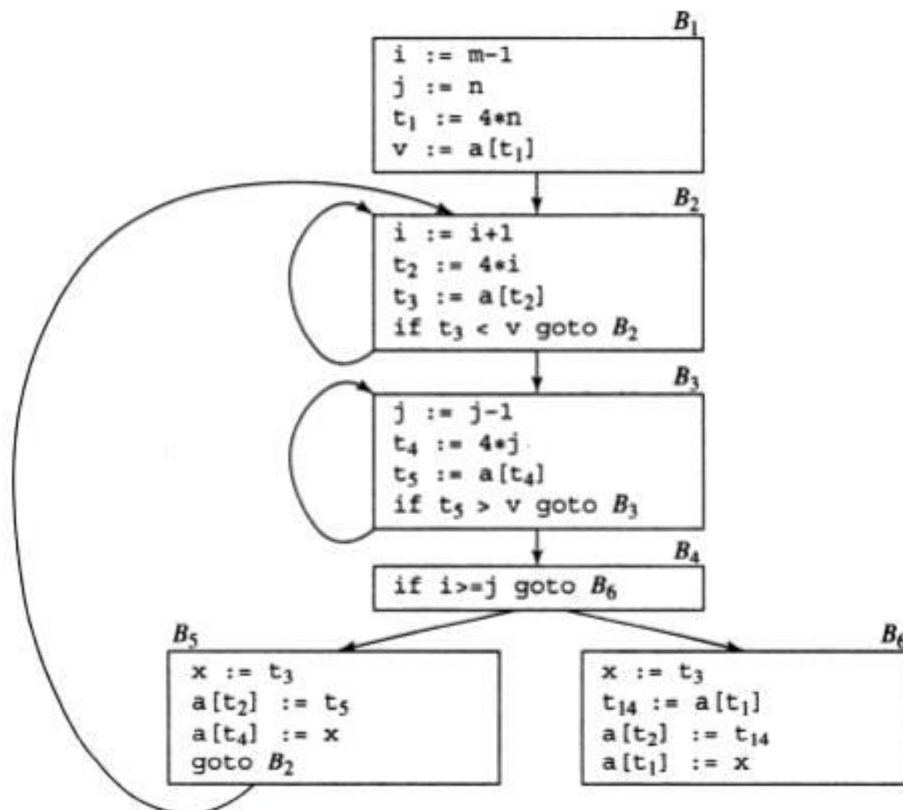 B₁
i := m-1
j := n
t₁ := 4*n
v := a[t₁]
B₂
i := i+1
t₂ := 4*i
t₃ := a[t₂]
if t₃ < v goto B₂
B₃
j := j-1
t₄ := 4*j
t₅ := a[t₄]
if t₅ > v goto B₃
B₄
if i>=j goto B₆
B₅
x := t₃
a[t₂] := t₅
a[t₄] := x
goto B₂
B₆
x := t₃
t₁₄ := a[t₁]
a[t₂] := t₁₄
a[t₁] := x